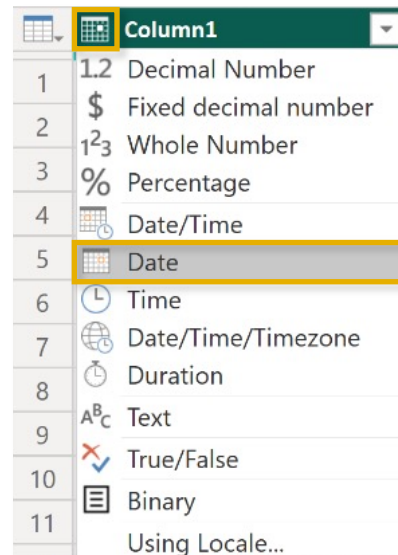 Column1
1.2 Decimal Number
1
$ Fixed decimal number
2
1²3 Whole Number
3
% Percentage
4
Date/Time
5
Date
6
Time
7
Date/Time/Timezone
8
Duration
9
ABC Text
10
True/False
11
Binary
Using Locale...